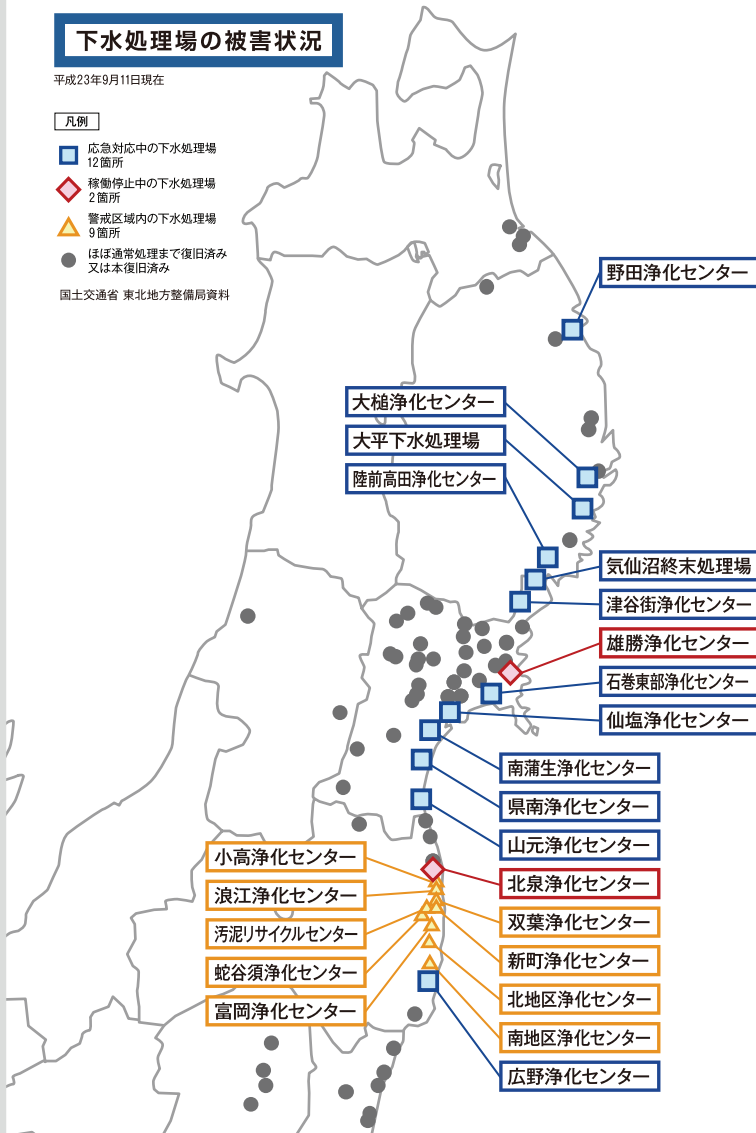 下水処理場の被害状況
平成23年9月11日現在
凡例
応急対応中の下水処理場
12箇所
稼働停止中の下水処理場
2箇所
警戒区域内の下水処理場
9箇所
ほぼ通常処理まで復旧済み
又は本復旧済み
国土交通省 東北地方整備局資料
野田浄化センター
大槌浄化センター
大平下水処理場
陸前高田浄化センター
気仙沼終末処理場
津谷街浄化センター
雄勝浄化センター
石巻東部浄化センター
仙塩浄化センター
南蒲生浄化センター
県南浄化センター
山元浄化センター
小高浄化センター
北泉浄化センター
浪江浄化センター
双葉浄化センター
汚泥リサイクルセンター
新町浄化センター
蛇谷須浄化センター
北地区浄化センター
富岡浄化センター
南地区浄化センター
広野浄化センター